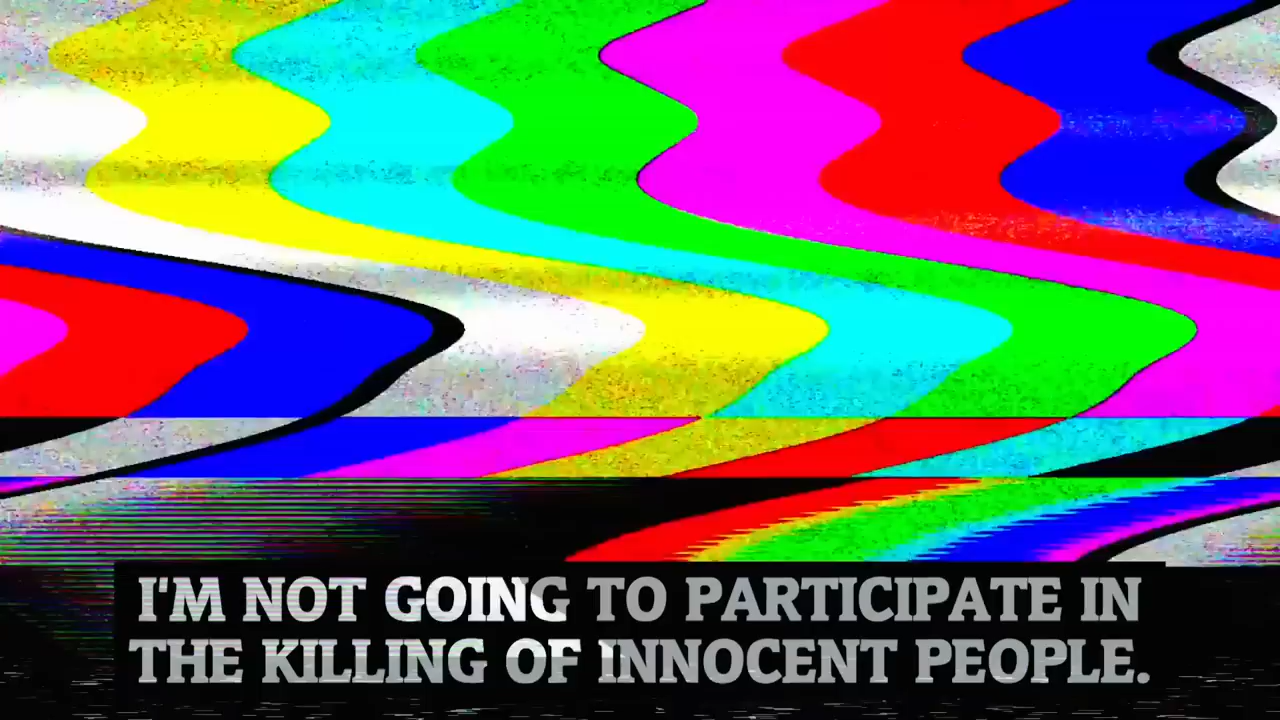 I'M NOT GOING TO PARTICIPATE IN
THE KILLING OF INNOCENT PEOPLE.